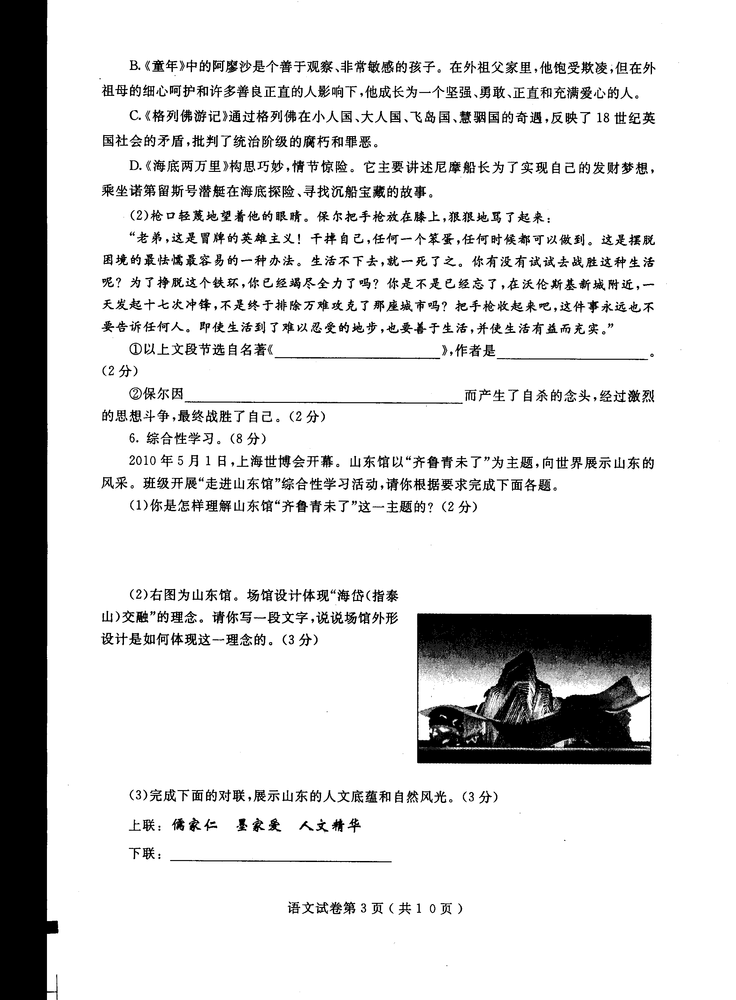 B.《童年》中的阿廖沙是个善于观察、非常敏感的孩子。在外祖父家里,他饱受欺凌;但在外
祖母的细心呵护和许多善良正直的人影响下,他成长为一个坚强、勇敢、正直和充满爱心的人。
C.《格列佛游记》通过格列佛在小人国、大人国、飞岛国、慧骃国的奇遇,反映了 18 世纪英
国社会的矛盾,批判了统治阶级的腐朽和罪恶。
D.《海底两万里》构思巧妙,情节惊险。它主要讲述尼摩船长为了实现自己的发财梦想,
乘坐诺第留斯号潜艇在海底探险、寻找沉船宝藏的故事。
(2)枪口轻蔑地望着他的眼睛。保尔把手枪放在膝上,狠狠地骂了起来:
“老弟,这是冒牌的英雄主义!干掉自己,任何一个笨蛋,任何时候都可以做到。这是摆脱
困境的最怯懦最容易的一种办法。生活不下去,就一死了之。你有没有试试去战胜这种生活
呢?为了挣脱这个铁环,你已经竭尽全力了吗?你是不是已经忘了,在沃伦斯基新城附近,一
天发起十七次冲锋,不是终于排除万难攻克了那座城市吗?把手枪收起来吧,这件事永远也不
要告诉任何人。即使生活到了难以忍受的地步,也要善于生活,并使生活有益而充实。”
①以上文段节选自名著《                    》,作者是                    。
(2 分)
②保尔因                    而产生了自杀的念头,经过激烈
的思想斗争,最终战胜了自己。(2 分)
6. 综合性学习。(8 分)
2010 年 5 月 1 日,上海世博会开幕。山东馆以“齐鲁青未了”为主题,向世界展示山东的
风采。班级开展“走进山东馆”综合性学习活动,请你根据要求完成下面各题。
(1)你是怎样理解山东馆“齐鲁青未了”这一主题的?(2 分)
(2)右图为山东馆。场馆设计体现“海岱(指泰
山)交融”的理念。请你写一段文字,说说场馆外形
设计是如何体现这一理念的。(3 分)
(3)完成下面的对联,展示山东的人文底蕴和自然风光。(3 分)
上联:儒家仁 墨家爱 人文精华
下联:
语文试卷第 3 页(共 1 0 页)